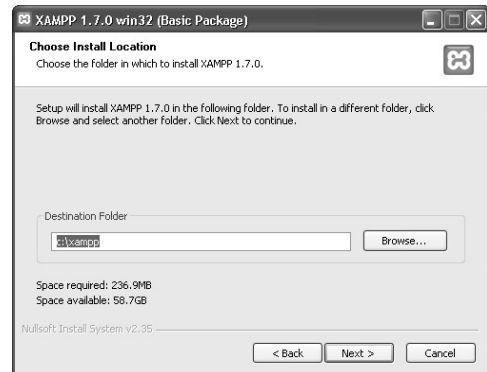 XAMPP 1.7.0 win32 (Basic Package)
Choose Install Location
Choose the folder in which to install XAMPP 1.7.0.
Setup will install XAMPP 1.7.0 in the following folder. To install in a different folder, click
Browse and select another folder. Click Next to continue.
Destination Folder
c:\xampp
Browse...
Space required: 236.9MB
Space available: 58.7GB
Nullsoft Install System v2.35
< Back
Next >
Cancel